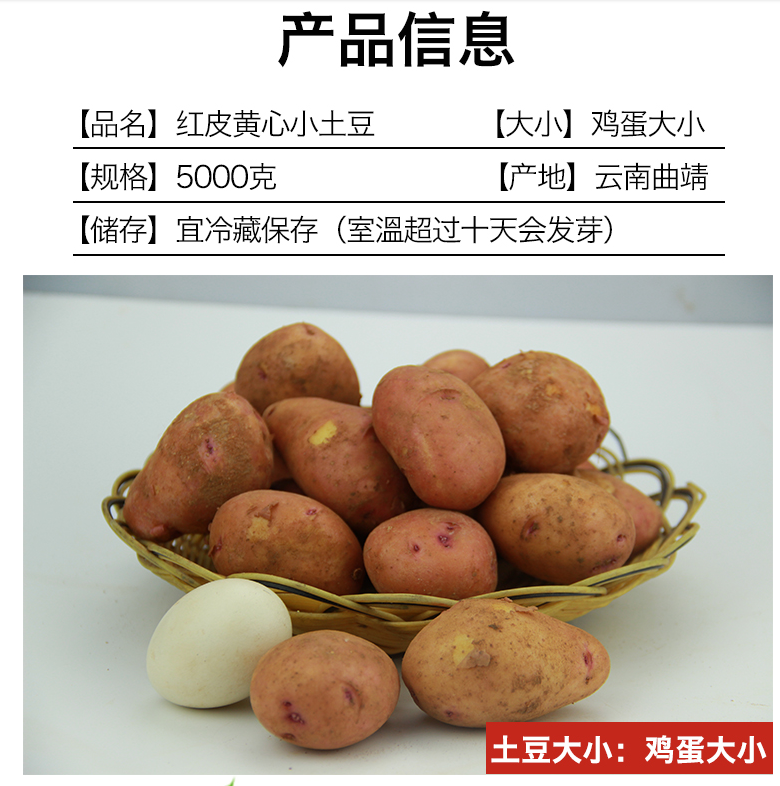 产品信息
【品名】红皮黄心小土豆 【大小】鸡蛋大小
【规格】5000克 【产地】云南曲靖
【储存】宜冷藏保存（室溫超过十天会发芽）
土豆大小：鸡蛋大小